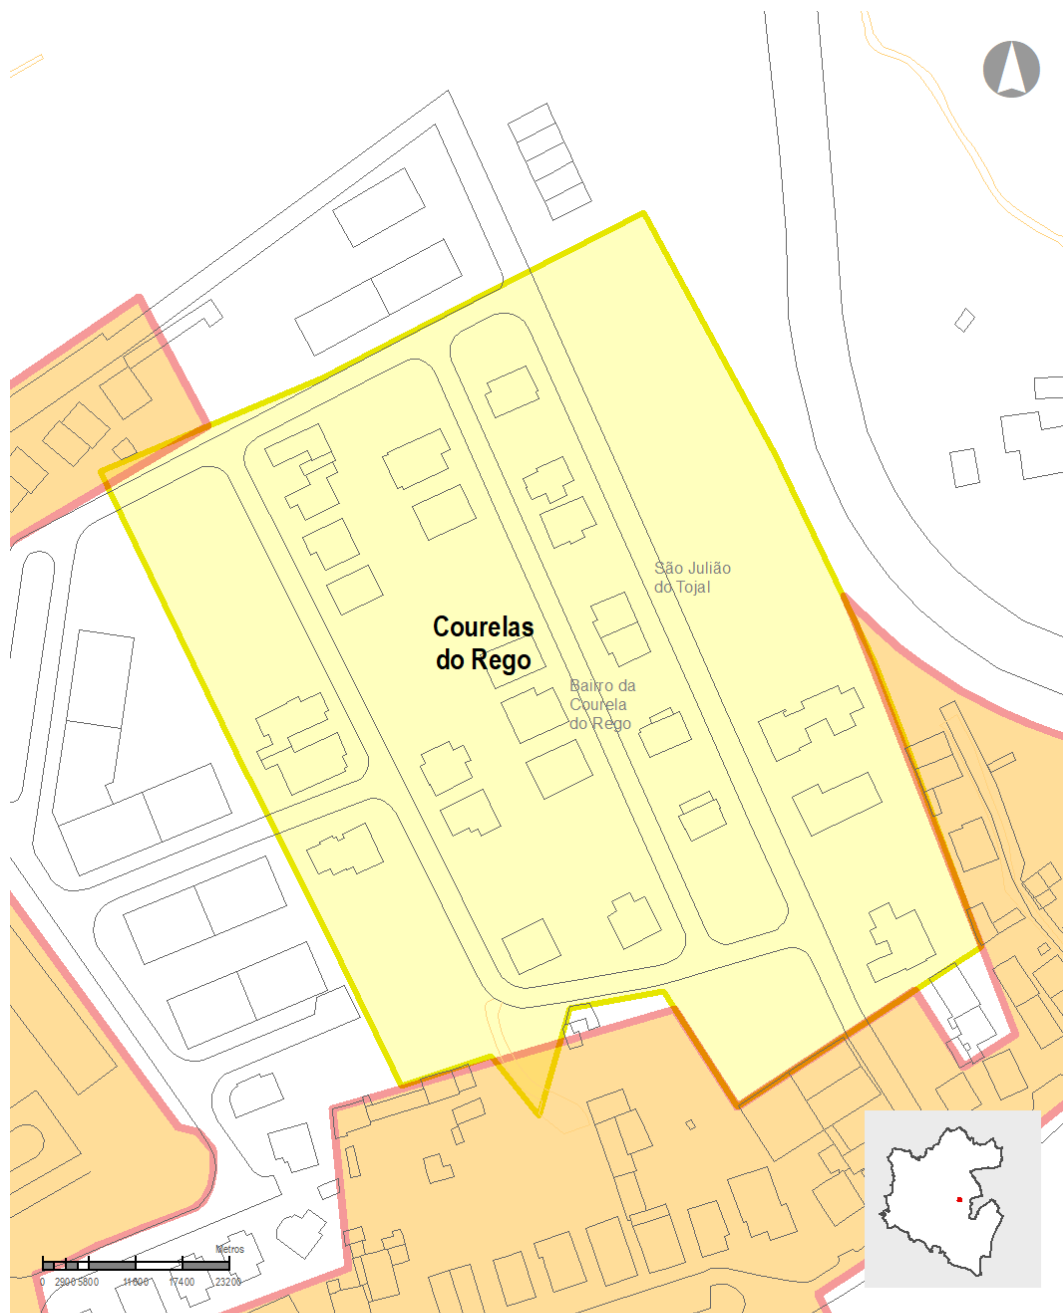 São Julião
do Tojal
Courelas
do Rego
Bairro da
Courela
do Rego
Metros
0 2900 5800 11600 17400 23200